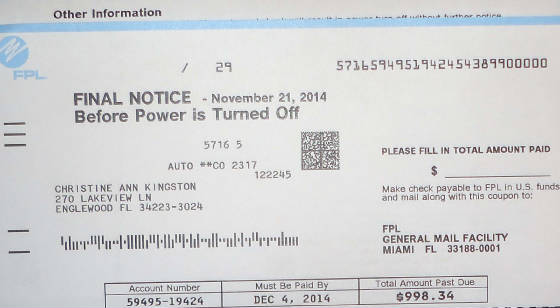 Other Information
without further notice
FPL
/ 29
5716594951942454389900000
FINAL NOTICE - November 21, 2014
Before Power is Turned Off
5716 5
AUTO **CO 2317
122245
CHRISTINE ANN KINGSTON
270 LAKEVIEW LN
ENGLEWOOD FL 34223-3024
PLEASE FILL IN TOTAL AMOUNT PAID
$
Make check payable to FPL in U.S. funds
and mail along with this coupon to:
FPL
GENERAL MAIL FACILITY
MIAMI FL 33188-0001
Account Number
59495-19424
Must Be Paid By
DEC 4, 2014
Total Amount Past Due
$998.34